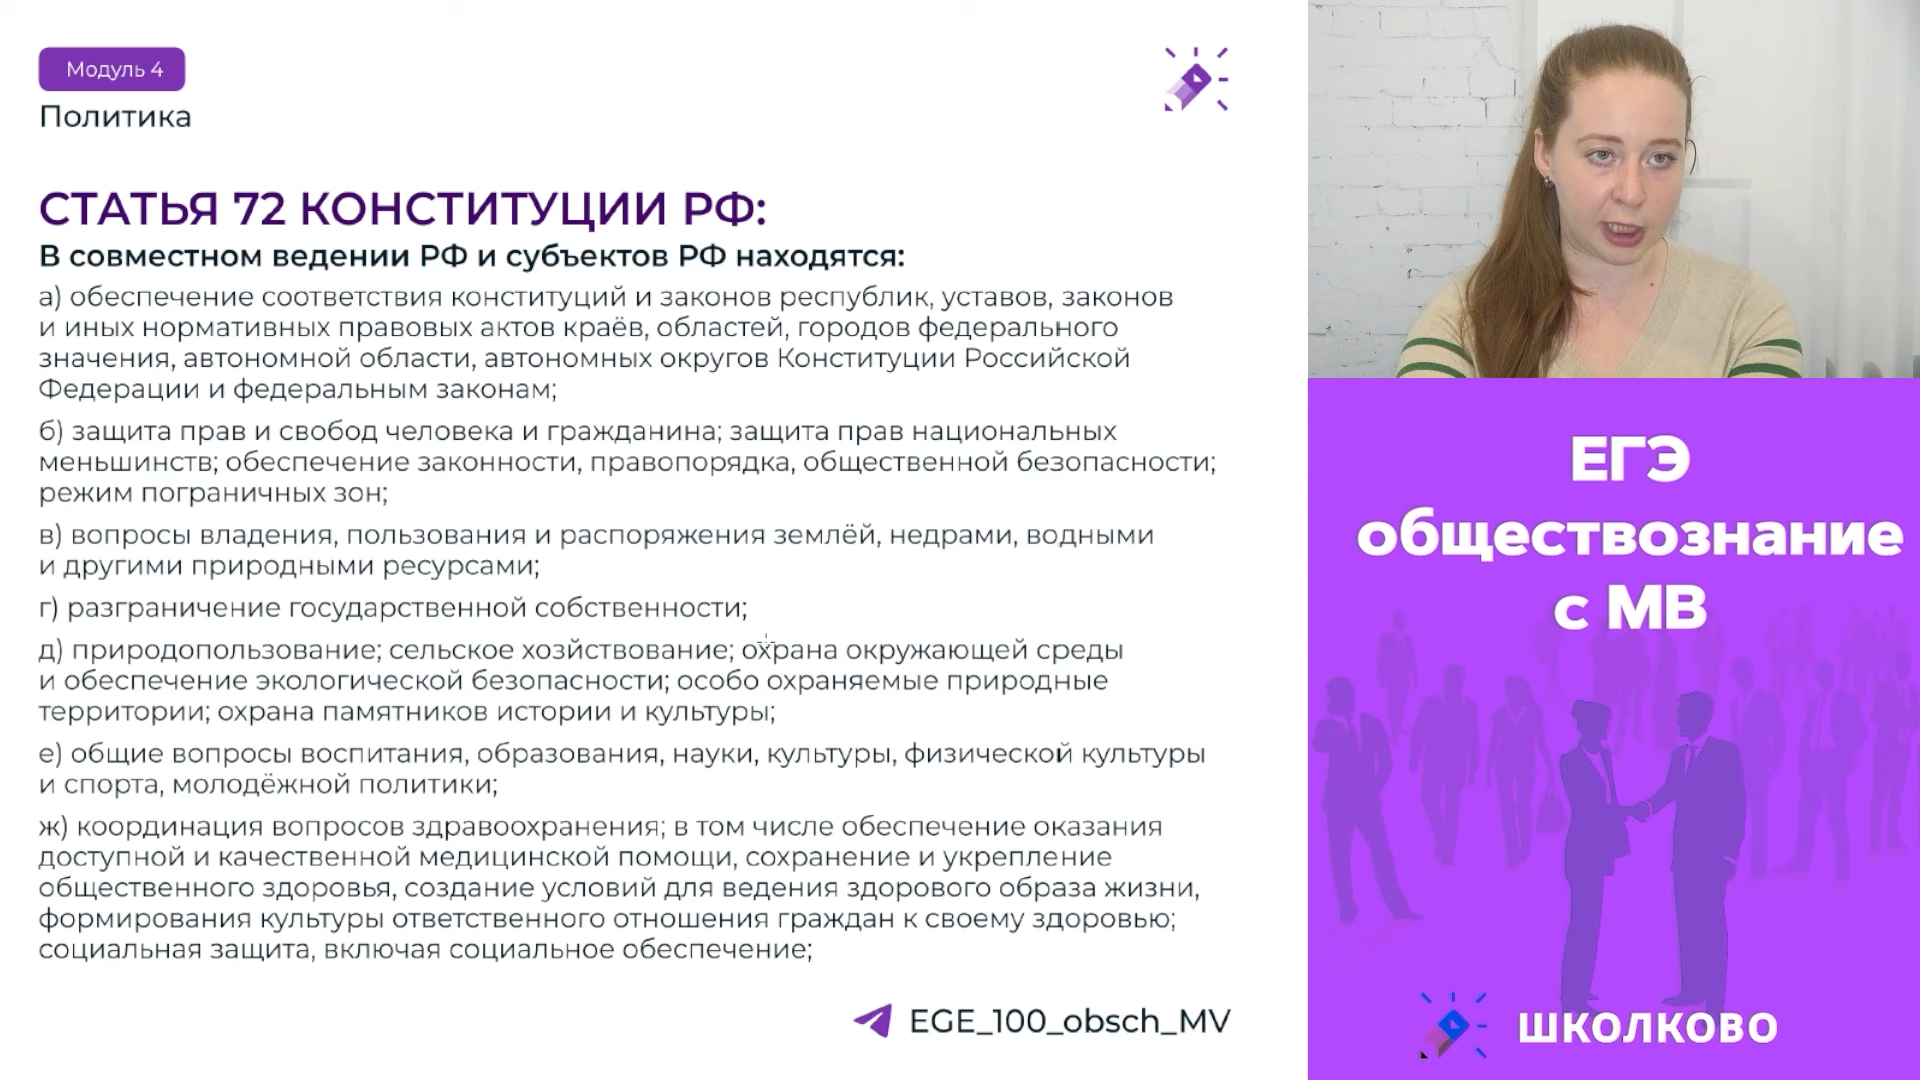 Модуль 4
Политика
СТАТЬЯ 72 КОНСТИТУЦИИ РФ:
В совместном ведении РФ и субъектов РФ находятся:
а) обеспечение соответствия конституций и законов республик, уставов, законов
и иных нормативных правовых актов краёв, областей, городов федерального
значения, автономной области, автономных округов Конституции Российской
Федерации и федеральным законам;
б) защита прав и свобод человека и гражданина; защита прав национальных
меньшинств; обеспечение законности, правопорядка, общественной безопасности;
режим пограничных зон;
в) вопросы владения, пользования и распоряжения землёй, недрами, водными
и другими природными ресурсами;
г) разграничение государственной собственности;
д) природопользование; сельское хозйствование; охрана окружающей среды
и обеспечение экологической безопасности; особо охраняемые природные
территории; охрана памятников истории и культуры;
е) общие вопросы воспитания, образования, науки, культуры, физической культуры
и спорта, молодёжной политики;
ж) координация вопросов здравоохранения; в том числе обеспечение оказания
доступной и качественной медицинской помощи, сохранение и укрепление
общественного здоровья, создание условий для ведения здорового образа жизни,
формирования культуры ответственного отношения граждан к своему здоровью;
социальная защита, включая социальное обеспечение;
EGE_100_obsch_MV
ЕГЭ
обществознание
с МВ
ШКОЛКОВО